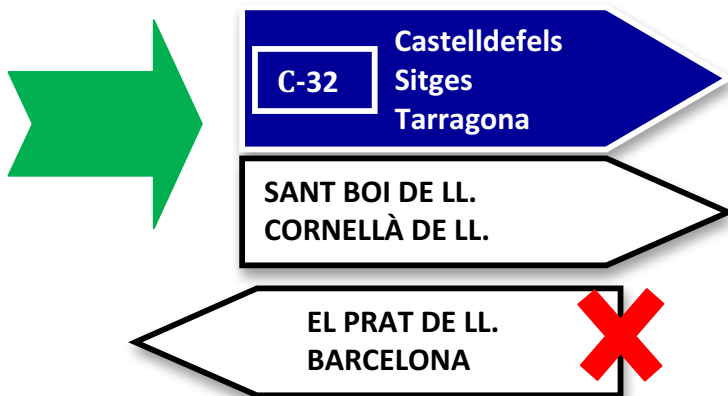 C-32
Castelldefels
Sitges
Tarragona
SANT BOI DE LL.
CORNELLÀ DE LL.
EL PRAT DE LL.
BARCELONA